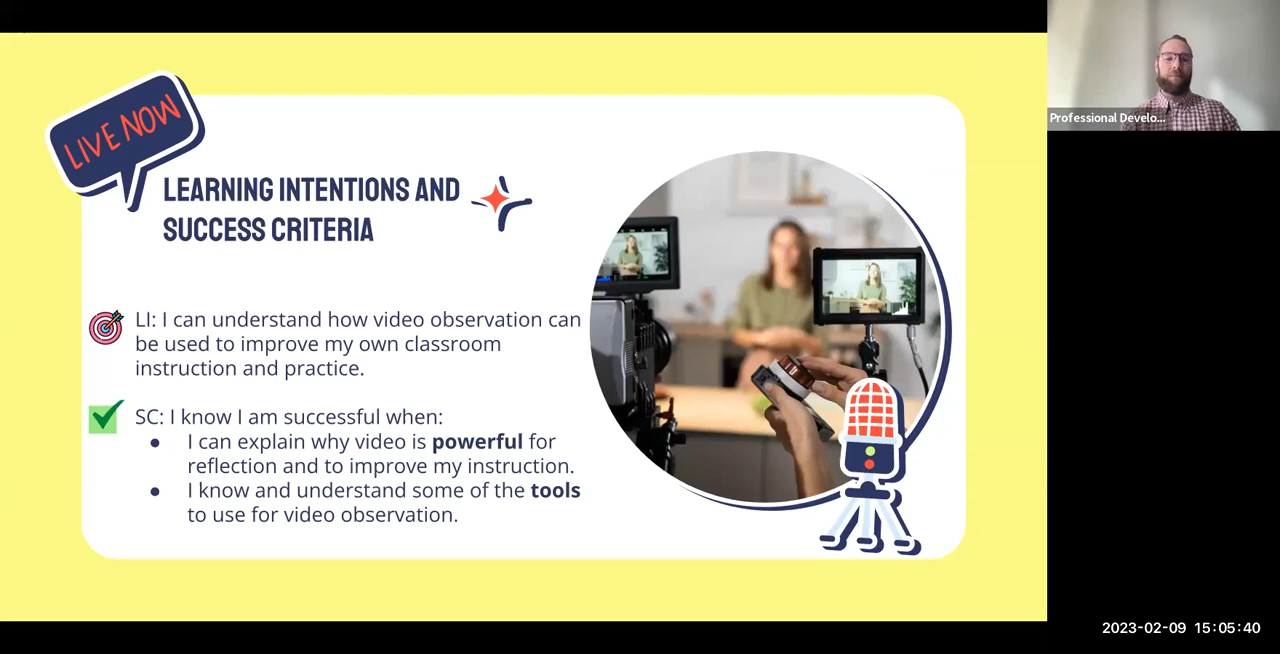 LIVE NOW
LEARNING INTENTIONS AND
SUCCESS CRITERIA
LI: I can understand how video observation can
be used to improve my own classroom
instruction and practice.
SC: I know I am successful when:
● I can explain why video is powerful for
reflection and to improve my instruction.
● I know and understand some of the tools
to use for video observation.
Professional Develo...
2023-02-09 15:05:40